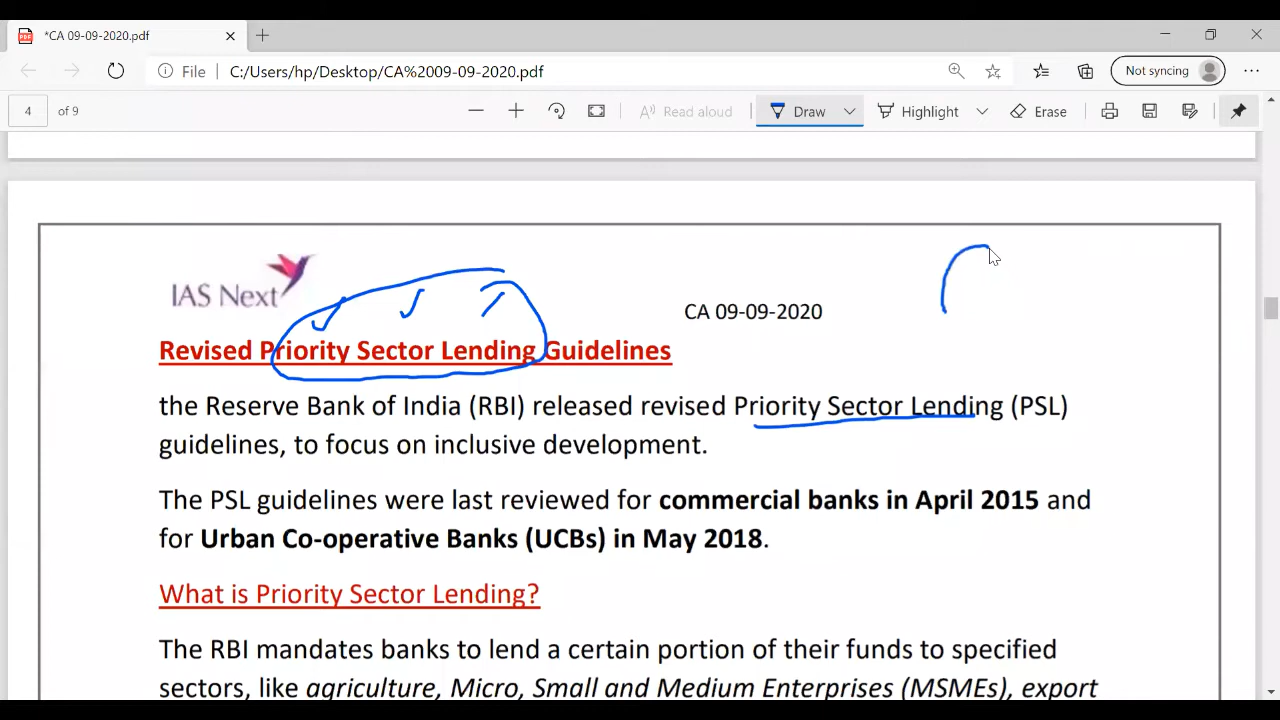 *CA 09-09-2020.pdf
File C:/Users/hp/Desktop/CA%2009-09-2020.pdf Not syncing
4 of 9 Read aloud Draw Highlight Erase
IAS Next
CA 09-09-2020
Revised Priority Sector Lending Guidelines
the Reserve Bank of India (RBI) released revised Priority Sector Lending (PSL)
guidelines, to focus on inclusive development.
The PSL guidelines were last reviewed for commercial banks in April 2015 and
for Urban Co-operative Banks (UCBs) in May 2018.
What is Priority Sector Lending?
The RBI mandates banks to lend a certain portion of their funds to specified
sectors, like agriculture, Micro, Small and Medium Enterprises (MSMEs), export